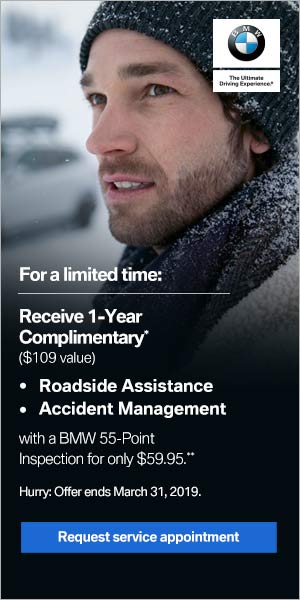 BMW
The Ultimate
Driving Experience.®
For a limited time:
Receive 1-Year
Complimentary*
($109 value)
• Roadside Assistance
• Accident Management
with a BMW 55-Point
Inspection for only $59.95.**
Hurry: Offer ends March 31, 2019.
Request service appointment